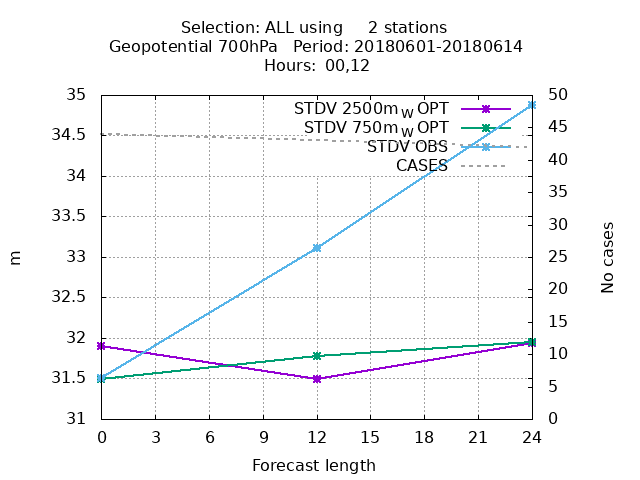 Selection: ALL using     2 stations
Geopotential 700hPa   Period: 20180601-20180614
Hours: 00,12
STDV 2500m W OPT
STDV 750m W OPT
STDV OBS
CASES
35
34.5
34
33.5
33
32.5
32
31.5
31
50
45
40
35
30
25
20
15
10
5
0
m
No cases
0 3 6 9 12 15 18 21 24
Forecast length